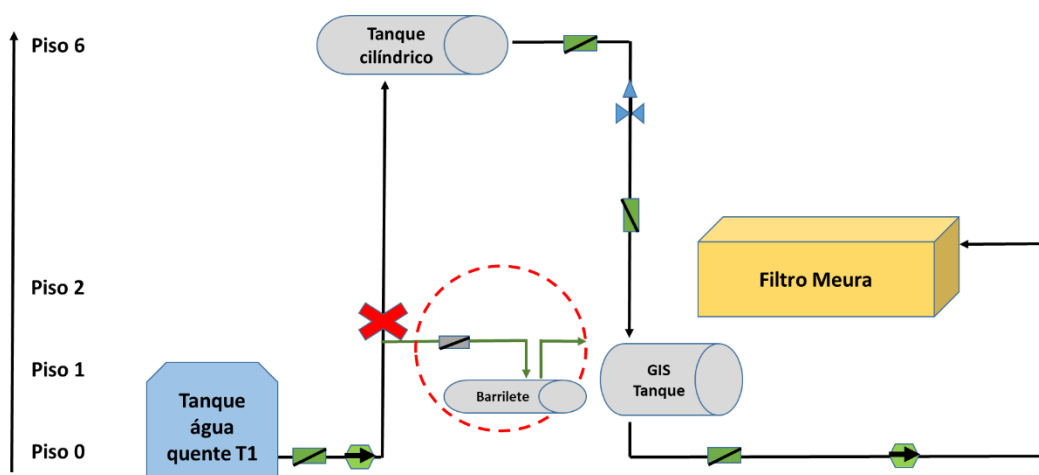 Piso 6
Tanque
cilíndrico
Piso 2
Filtro Meura
Piso 1
GIS
Tanque
Barrilete
Tanque
água
quente T1
Piso 0